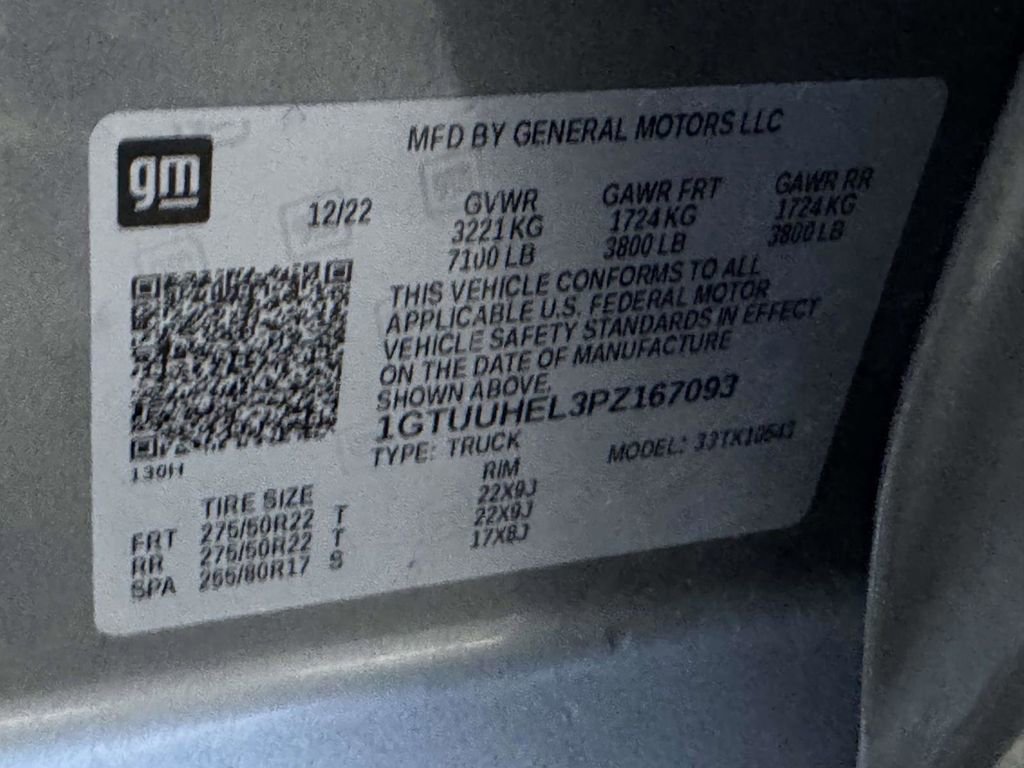 gm
MFD BY GENERAL MOTORS LLC
12/22 GVWR GAWR FRT GAWR RR
3221 KG 1724 KG 1724 KG
7100 LB 3800 LB 3800 LB
THIS VEHICLE CONFORMS TO ALL
APPLICABLE U.S. FEDERAL MOTOR
VEHICLE SAFETY STANDARDS IN EFFECT
ON THE DATE OF MANUFACTURE
SHOWN ABOVE.
1GTUUHEL3PZ167093
TYPE: TRUCK MODEL:
130H
TIRE SIZE RIM
FRT 275/50R22 T 22X9J
RR 275/50R22 T 22X9J
SPA 265/80R17 S 17X8J